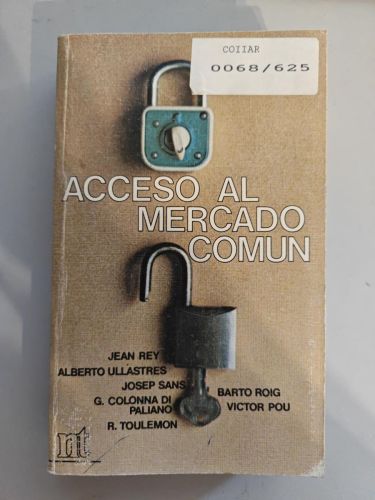 COIIAR
0068/625
ACCESO AL
MERCADO
COMUN
JEAN REY
ALBERTO ULLASTRES
JOSEP SANS
G. COLONNA DI
PALIANO
R. TOULEMON
BARTO ROIG
VICTOR POU
nt